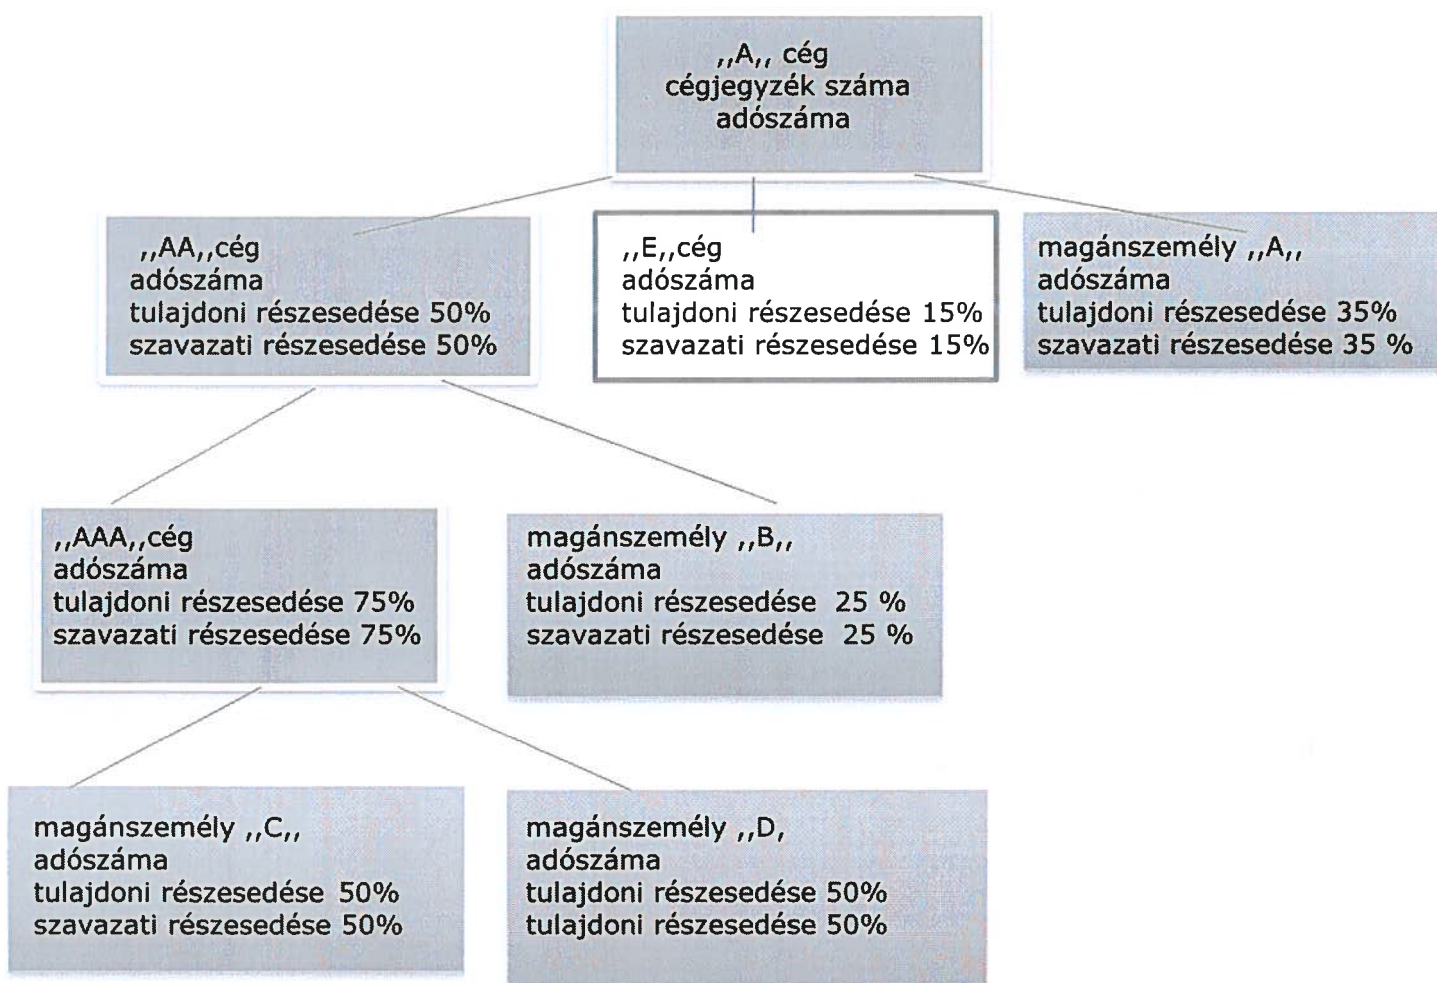 ,,A,, cég
cégjegyzék száma
adószáma
,,AA,,cég
adószáma
tulajdoni részesedése 50%
szavazati részesedése 50%
,,E,,cég
adószáma
tulajdoni részesedése 15%
szavazati részesedése 15%
magánszemély ,,A,,
adószáma
tulajdoni részesedése 35%
szavazati részesedése 35 %
,,AAA,,cég
adószáma
tulajdoni részesedése 75%
szavazati részesedése 75%
magánszemély ,,B,,
adószáma
tulajdoni részesedése 25 %
szavazati részesedése 25 %
magánszemély ,,C,,
adószáma
tulajdoni részesedése 50%
szavazati részesedése 50%
magánszemély ,,D,
adószáma
tulajdoni részesedése 50%
tulajdoni részesedése 50%